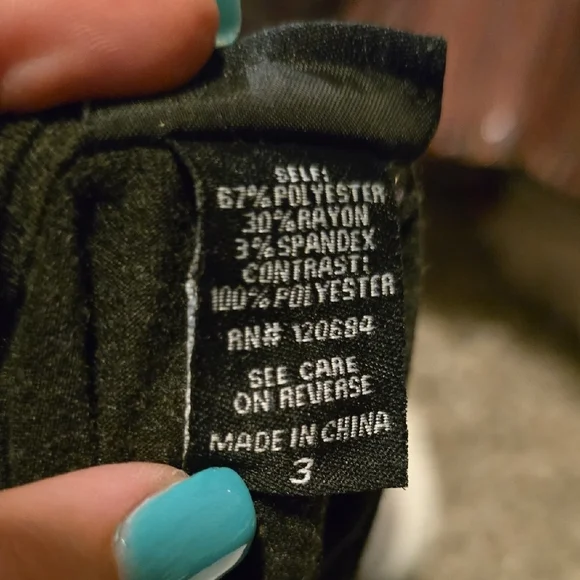 SELF:
67% POLYESTER
30% RAYON
3% SPANDEX
CONTRAST:
100% POLYESTER
RN# 120684
SEE CARE
ON REVERSE
MADE IN CHINA
3